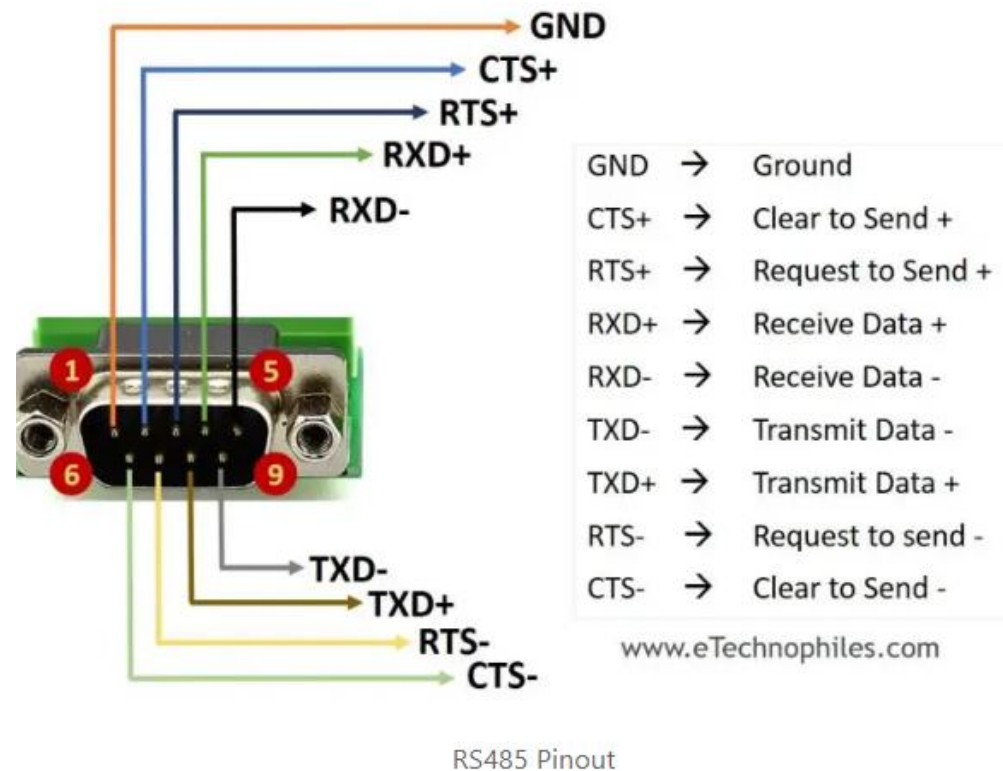 GND
CTS+
RTS+
RXD+
RXD-
1
5
6
9
TXD-
TXD+
RTS-
CTS-
GND → Ground
CTS+ → Clear to Send +
RTS+ → Request to Send +
RXD+ → Receive Data +
RXD- → Receive Data -
TXD- → Transmit Data -
TXD+ → Transmit Data +
RTS- → Request to send -
CTS- → Clear to Send -
www.eTechnophiles.com
RS485 Pinout